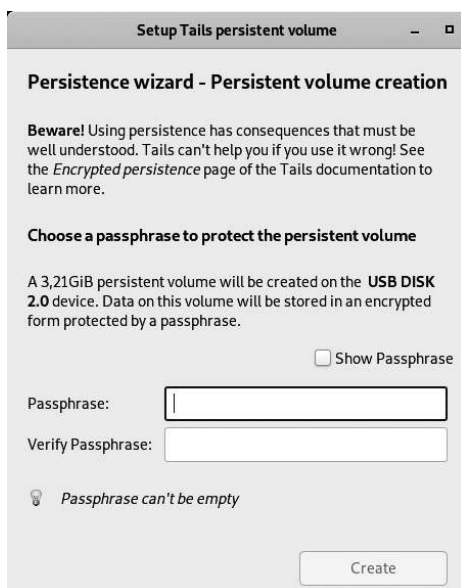 Setup Tails persistent volume
Persistence wizard - Persistent volume creation
Beware! Using persistence has consequences that must be
well understood. Tails can't help you if you use it wrong! See
the Encrypted persistence page of the Tails documentation to
learn more.
Choose a passphrase to protect the persistent volume
A 3,21GiB persistent volume will be created on the USB DISK
2.0 device. Data on this volume will be stored in an encrypted
form protected by a passphrase.
Show Passphrase
Passphrase:
Verify Passphrase:
Passphrase can't be empty
Create